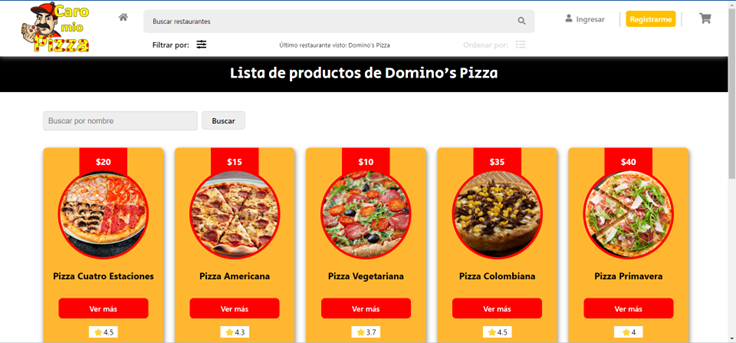 Caro
mío
Pizza
Buscar restaurantes
Ingresar
Registrarme
Filtrar por:
Último restaurante visto: Domino's Pizza
Ordenar por:
Lista de productos de Domino's Pizza
Buscar por nombre
Buscar
$20
$15
$10
$35
$40
Pizza Cuatro Estaciones
Pizza Americana
Pizza Vegetariana
Pizza Colombiana
Pizza Primavera
Ver más
Ver más
Ver más
Ver más
Ver más
4.5
4.3
3.7
4.5
4